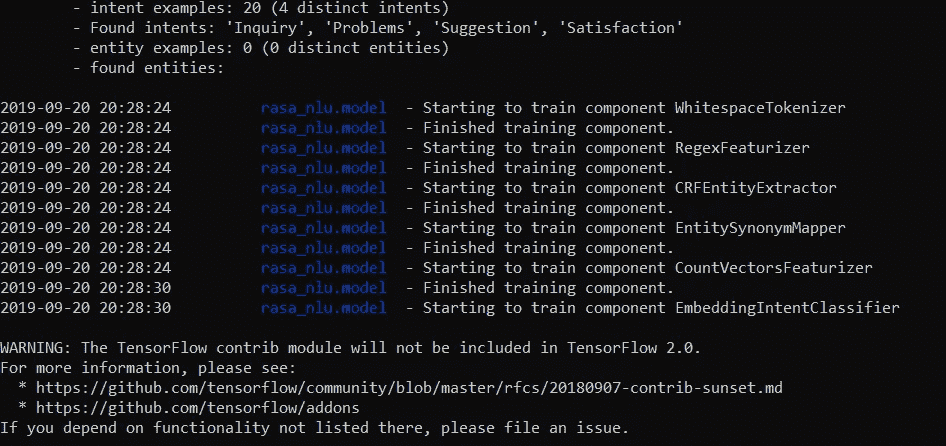 - intent examples: 20 (4 distinct intents)
- Found intents: 'Inquiry', 'Problems', 'Suggestion', 'Satisfaction'
- entity examples: 0 (0 distinct entities)
- found entities:
2019-09-20 20:28:24 rasa_nlu.model - Starting to train component WhitespaceTokenizer
2019-09-20 20:28:24 rasa_nlu.model - Finished training component.
2019-09-20 20:28:24 rasa_nlu.model - Starting to train component RegexFeaturizer
2019-09-20 20:28:24 rasa_nlu.model - Finished training component.
2019-09-20 20:28:24 rasa_nlu.model - Starting to train component CRFEntityExtractor
2019-09-20 20:28:24 rasa_nlu.model - Finished training component.
2019-09-20 20:28:24 rasa_nlu.model - Starting to train component EntitySynonymMapper
2019-09-20 20:28:24 rasa_nlu.model - Finished training component.
2019-09-20 20:28:24 rasa_nlu.model - Starting to train component CountVectorsFeaturizer
2019-09-20 20:28:30 rasa_nlu.model - Finished training component.
2019-09-20 20:28:30 rasa_nlu.model - Starting to train component EmbeddingIntentClassifier
WARNING: The TensorFlow contrib module will not be included in TensorFlow 2.0.
For more information, please see:
* https://github.com/tensorflow/community/blob/master/rfcs/20180907-contrib-sunset.md
* https://github.com/tensorflow/addons
If you depend on functionality not listed there, please file an issue.